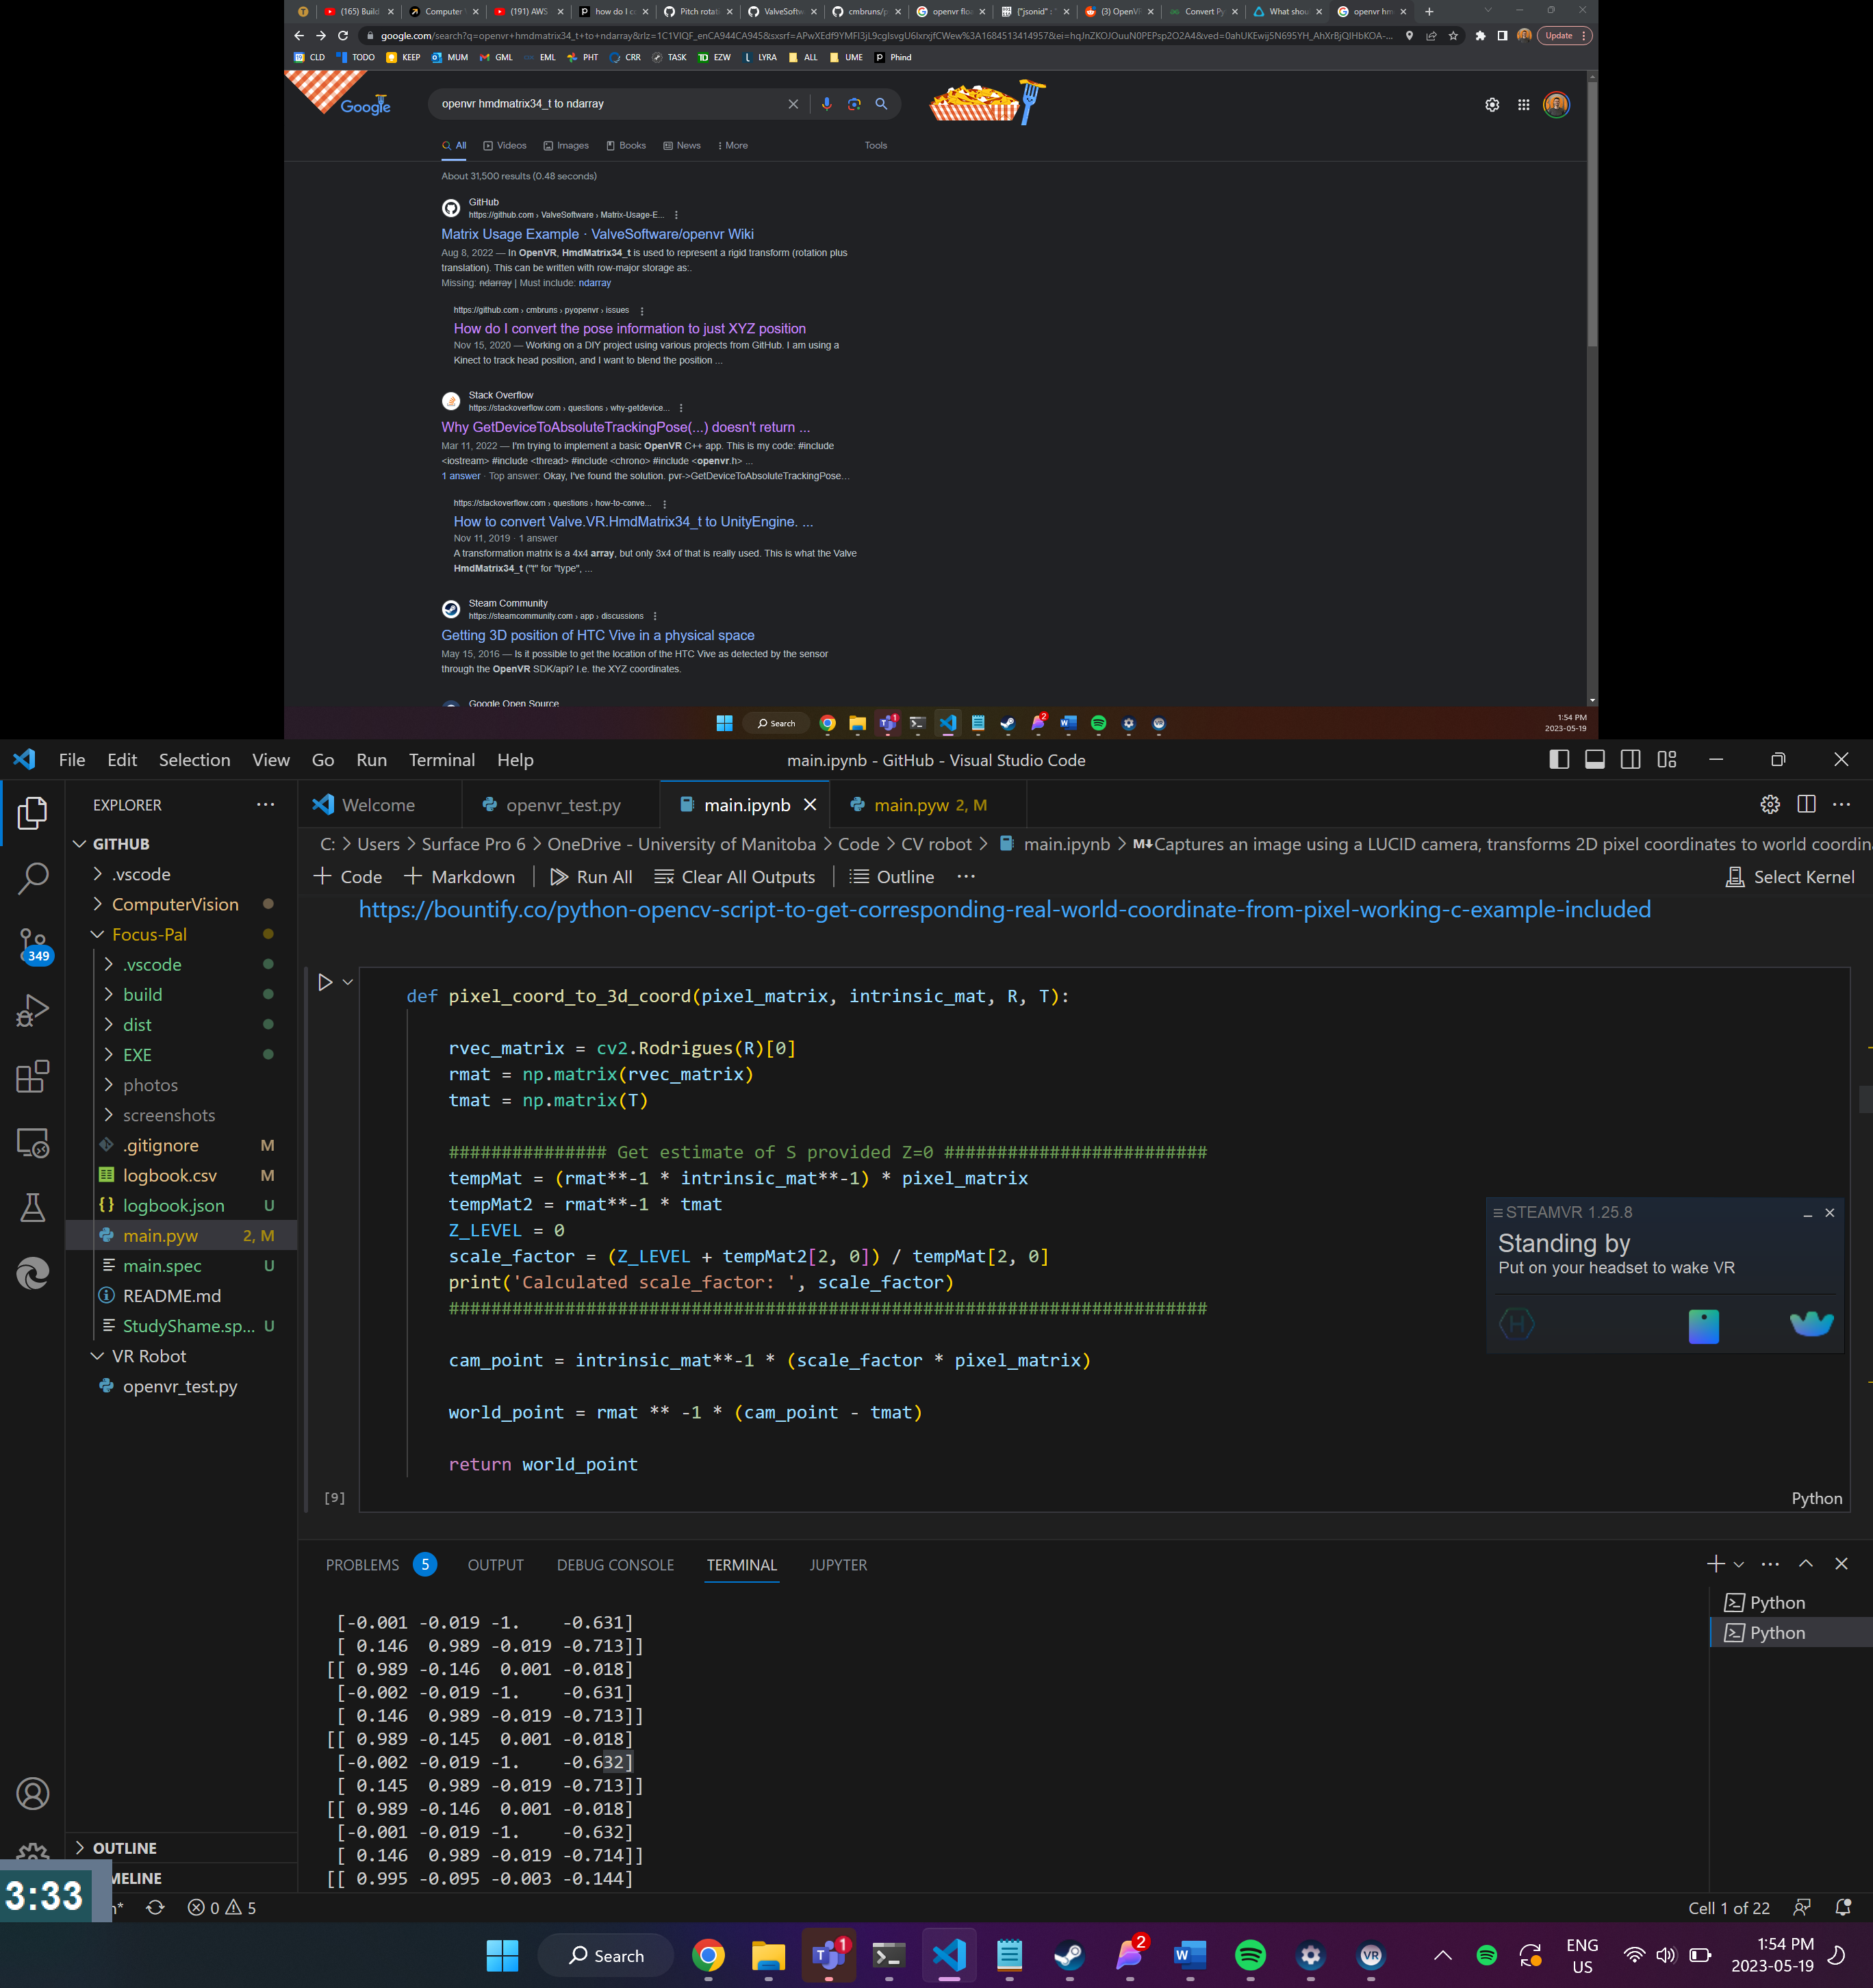 (165) Build
Computer
(191) AWS
how do I co
Pitch rotati
ValveSoftw
cmbruns/p
openvr floa
{"jsonid" : "
(3) OpenVR
Convert Py
What shou
openvr hm
google.com/search?q=openvr+hmdmatrix34_t+to+ndarray
Update
CLD TODO KEEP MUM GML EML PHT CRR TASK EZW LYRA ALL UME Phind
Google
openvr hmdmatrix34_t to ndarray
All Videos Images Books News More Tools
About 31,500 results (0.48 seconds)
GitHub
https://github.com › ValveSoftware › Matrix-Usage-E...
Matrix Usage Example · ValveSoftware/openvr Wiki
Aug 8, 2022 — In OpenVR, HmdMatrix34_t is used to represent a rigid transform (rotation plus
translation). This can be written with row-major storage as:.
Missing: ndarray | Must include: ndarray
https://github.com › cmbruns › pyopenvr › issues
How do I convert the pose information to just XYZ position
Nov 15, 2020 — Working on a DIY project using various projects from GitHub. I am using a
Kinect to track head position, and I want to blend the position ...
Stack Overflow
https://stackoverflow.com › questions › why-getdevice...
Why GetDeviceToAbsoluteTrackingPose(...) doesn't return ...
Mar 11, 2022 — I'm trying to implement a basic OpenVR C++ app. This is my code: #include
<iostream> #include <thread> #include <chrono> #include <openvr.h> ...
1 answer · Top answer: Okay, I've found the solution. pvr->GetDeviceToAbsoluteTrackingPose...
https://stackoverflow.com › questions › how-to-conve...
How to convert Valve.VR.HmdMatrix34_t to UnityEngine. ...
Nov 11, 2019 · 1 answer
A transformation matrix is a 4x4 array, but only 3x4 of that is really used. This is what the Valve
HmdMatrix34_t ("t" for "type", ...
Steam Community
https://steamcommunity.com › app › discussions
Getting 3D position of HTC Vive in a physical space
May 15, 2016 — Is it possible to get the location of the HTC Vive as detected by the sensor
through the OpenVR SDK/api? I.e. the XYZ coordinates.
Google Open Source
Search
1:54 PM
2023-05-19
File Edit Selection View Go Run Terminal Help
main.ipynb - GitHub - Visual Studio Code
EXPLORER
Welcome
openvr_test.py
main.ipynb
main.pyw 2, M
C: > Users > Surface Pro 6 > OneDrive - University of Manitoba > Code > CV robot > main.ipynb > M↓Captures an image using a LUCID camera, transforms 2D pixel coordinates to world coordin
Code Markdown Run All Clear All Outputs Outline ... Select Kernel
GITHUB
.vscode
ComputerVision
Focus-Pal
.vscode
build
dist
EXE
photos
screenshots
.gitignore M
logbook.csv M
logbook.json U
main.pyw 2, M
main.spec U
README.md
StudyShame.sp... U
VR Robot
openvr_test.py
OUTLINE
MELINE
349
https://bountify.co/python-opencv-script-to-get-corresponding-real-world-coordinate-from-pixel-working-c-example-included
def pixel_coord_to_3d_coord(pixel_matrix, intrinsic_mat, R, T):
rvec_matrix = cv2.Rodrigues(R)[0]
rmat = np.matrix(rvec_matrix)
tmat = np.matrix(T)
############### Get estimate of S provided Z=0 #########################
tempMat = (rmat**-1 * intrinsic_mat**-1) * pixel_matrix
tempMat2 = rmat**-1 * tmat
Z_LEVEL = 0
scale_factor = (Z_LEVEL + tempMat2[2, 0]) / tempMat[2, 0]
print('Calculated scale_factor: ', scale_factor)
########################################################################
cam_point = intrinsic_mat**-1 * (scale_factor * pixel_matrix)
world_point = rmat ** -1 * (cam_point - tmat)
return world_point
[9]
Python
STEAMVR 1.25.8
Standing by
Put on your headset to wake VR
PROBLEMS 5 OUTPUT DEBUG CONSOLE TERMINAL JUPYTER
Python
Python
[-0.001 -0.019 -1. -0.631]
[ 0.146 0.989 -0.019 -0.713]]
[[ 0.989 -0.146 0.001 -0.018]
[-0.002 -0.019 -1. -0.631]
[ 0.146 0.989 -0.019 -0.713]]
[[ 0.989 -0.145 0.001 -0.018]
[-0.002 -0.019 -1. -0.632]
[ 0.145 0.989 -0.019 -0.713]]
[[ 0.989 -0.146 0.001 -0.018]
[-0.001 -0.019 -1. -0.632]
[ 0.146 0.989 -0.019 -0.714]]
[[ 0.995 -0.095 -0.003 -0.144]
3:33
0 5
Cell 1 of 22
Search
ENG
US
1:54 PM
2023-05-19